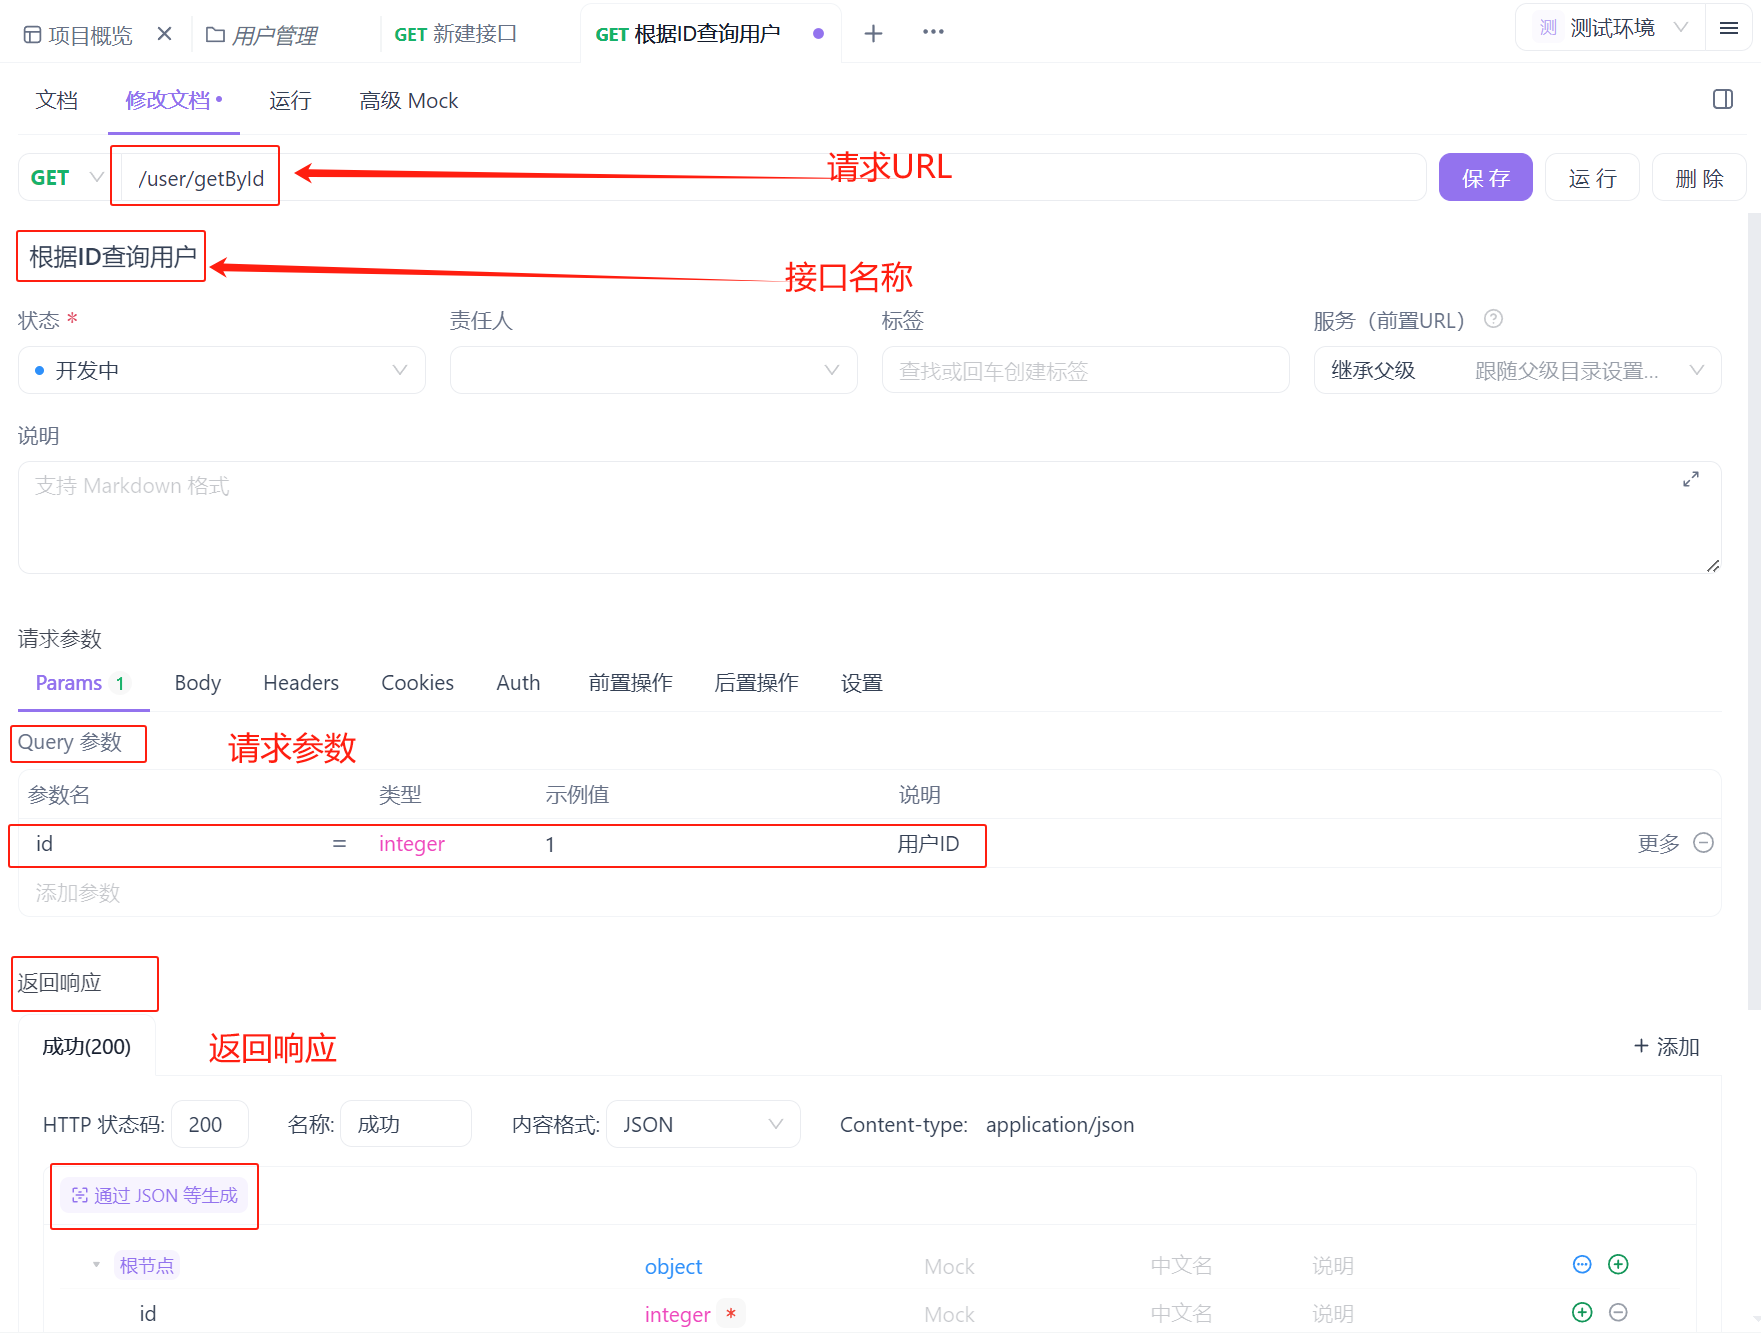 项目概览 用户管理 GET 新建接口 GET 根据ID查询用户 测 测试环境
文档 修改文档 运行 高级 Mock
GET /user/getById 请求URL 保 存 运 行 删 除
根据ID查询用户 接口名称
状态 * 责任人 标签 服务（前置URL）
开发中 查找或回车创建标签 继承父级 跟随父级目录设置...
说明
支持 Markdown 格式
请求参数
Params 1 Body Headers Cookies Auth 前置操作 后置操作 设置
Query 参数 请求参数
参数名 类型 示例值 说明
id = integer 1 用户ID 更多
添加参数
返回响应
成功(200) 返回响应 + 添加
HTTP 状态码: 200 名称: 成功 内容格式: JSON Content-type: application/json
通过 JSON 等生成
根节点 object Mock 中文名 说明
id integer * Mock 中文名 说明